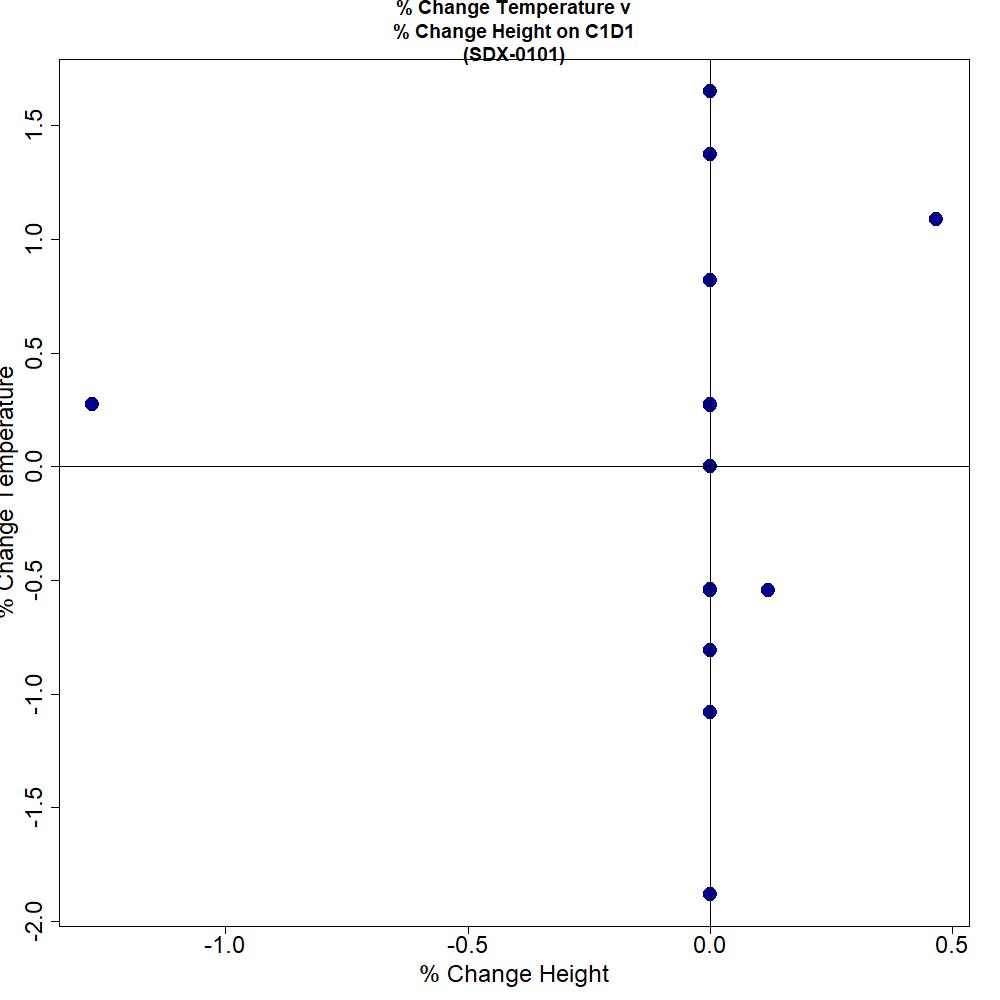 % Change Temperature v
% Change Height on C1D1
(SDX-0101)
% Change Temperature
1.5
1.0
0.5
0.0
-0.5
-1.0
-1.5
-2.0
-1.0 -0.5 0.0 0.5
% Change Height